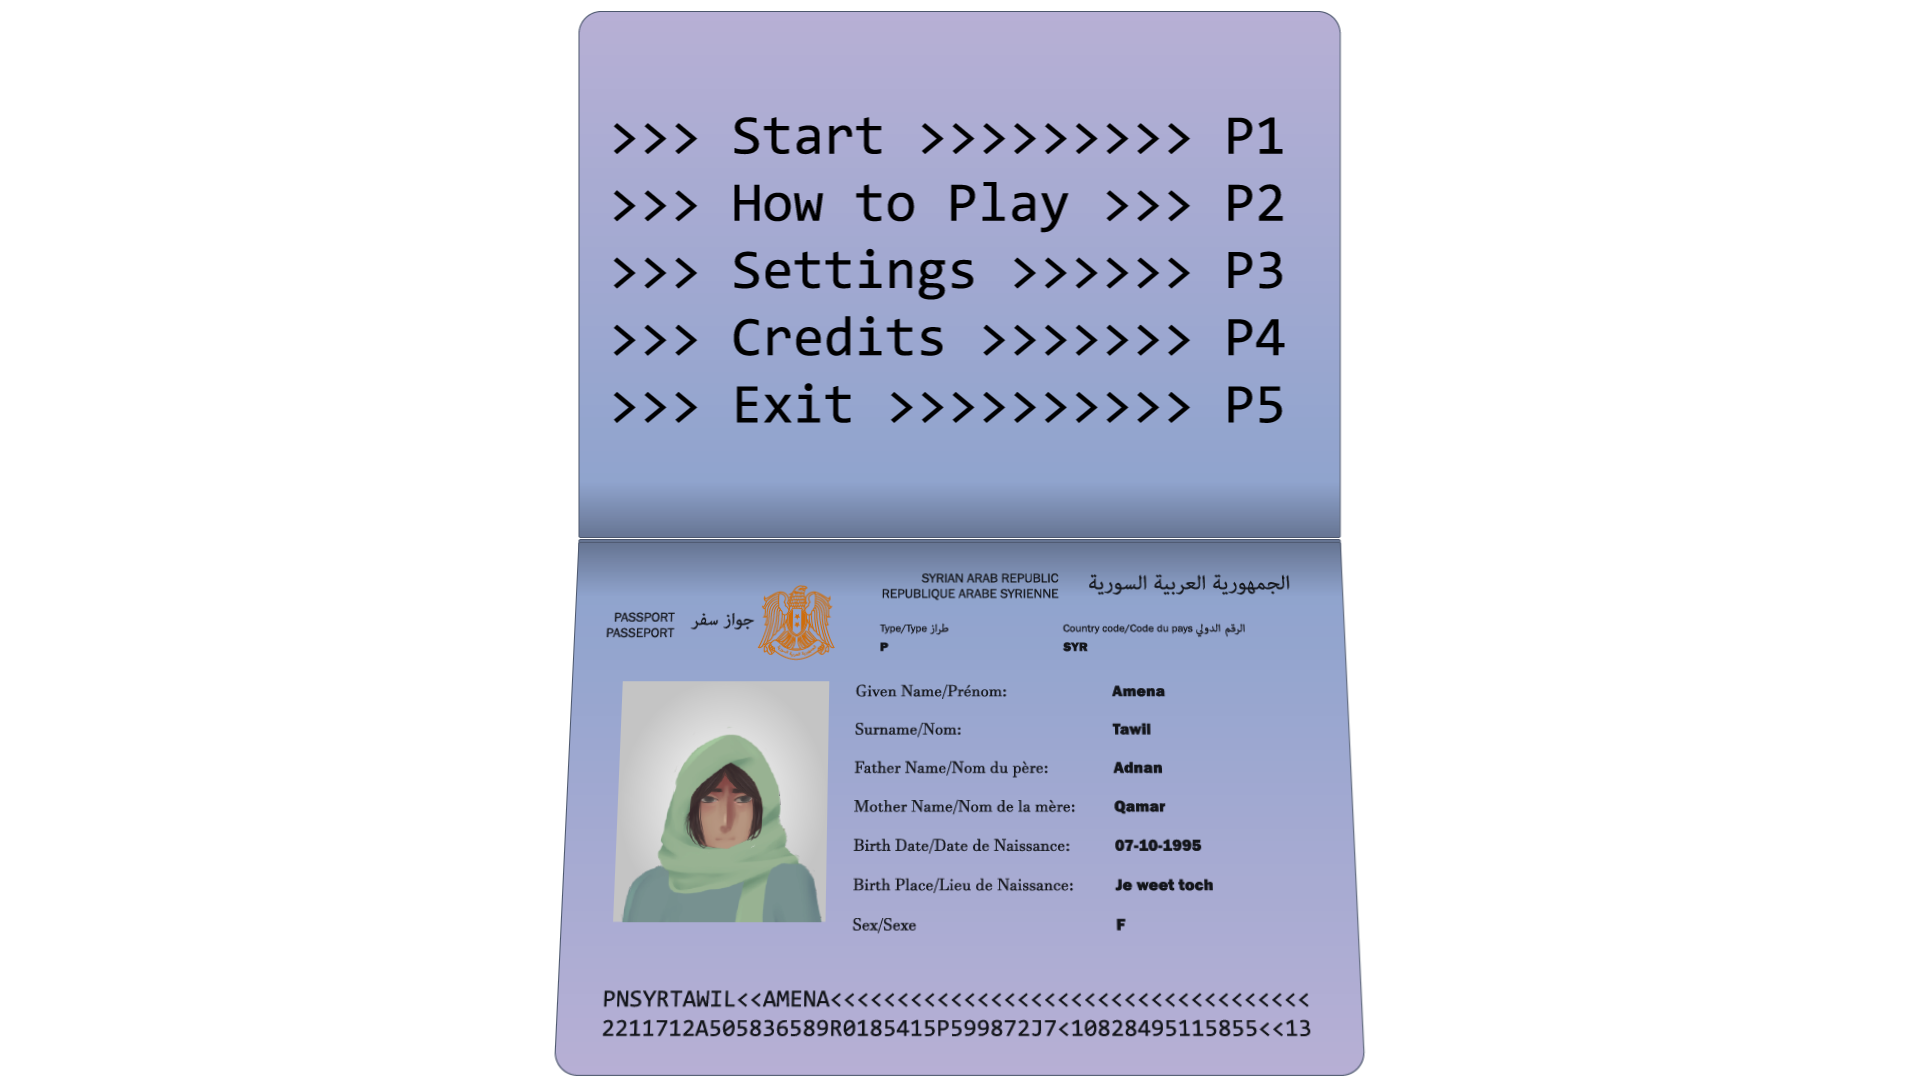 >>> Start >>>>>>>>> P1
>>> How to Play >>> P2
>>> Settings >>>>>> P3
>>> Credits >>>>>>> P4
>>> Exit >>>>>>>>>> P5
SYRIAN ARAB REPUBLIC
REPUBLIQUE ARABE SYRIENNE
الجمهورية العربية السورية
PASSPORT
PASSEPORT
جواز سفر
Type/Type طراز
P
Country code/Code du pays الرقم الدولي
SYR
Given Name/Prénom: Amena
Surname/Nom: Tawil
Father Name/Nom du père: Adnan
Mother Name/Nom de la mère: Qamar
Birth Date/Date de Naissance: 07-10-1995
Birth Place/Lieu de Naissance: Je weet toch
Sex/Sexe F
PNSYRTAWIL<<AMENA<<<<<<<<<<<<<<<<<<<<<<<<<<<<<<<<<<<<
2211712A505836589R0185415P599872J7<10828495115855<<13